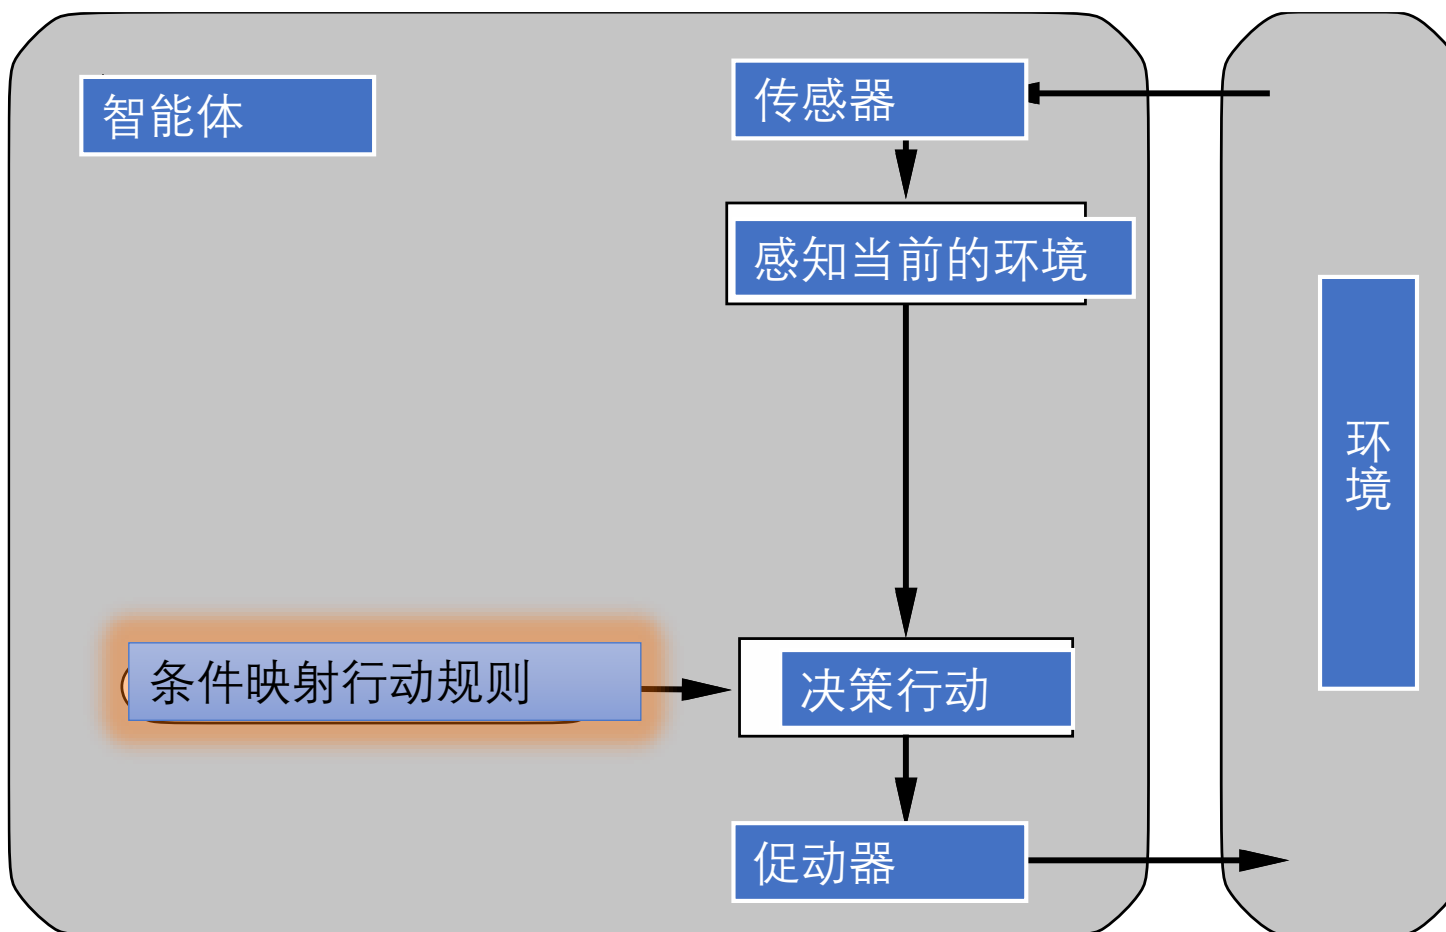 智能体
传感器
感知当前的环境
环
境
条件映射行动规则
决策行动
促动器